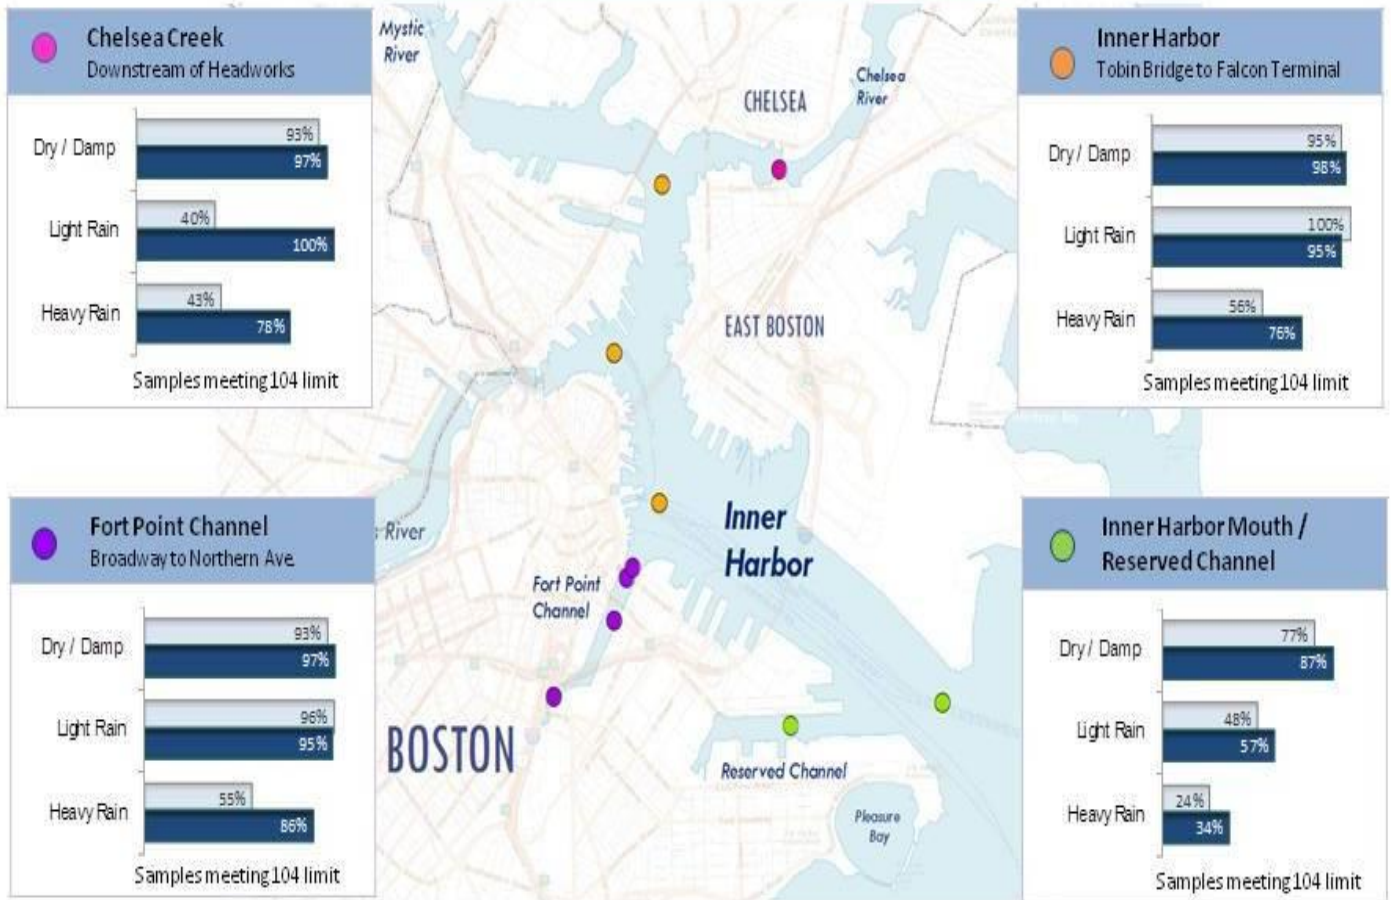 Chelsea Creek
Downstream of Headworks
Dry / Damp
93%
97%
Light Rain
40%
100%
Heavy Rain
43%
78%
Samples meeting 104 limit
Mystic
River
CHELSEA
Chelsea
River
Inner Harbor
Tobin Bridge to Falcon Terminal
Dry / Damp
95%
98%
Light Rain
100%
95%
Heavy Rain
56%
76%
Samples meeting 104 limit
EAST BOSTON
Fort Point Channel
Broadway to Northern Ave.
Dry / Damp
93%
97%
Light Rain
96%
95%
Heavy Rain
55%
86%
Samples meeting 104 limit
s River
Inner
Harbor
Fort Point
Channel
BOSTON
Reserved Channel
Pleasure
Bay
Inner Harbor Mouth /
Reserved Channel
Dry / Damp
77%
87%
Light Rain
48%
57%
Heavy Rain
24%
34%
Samples meeting 104 limit